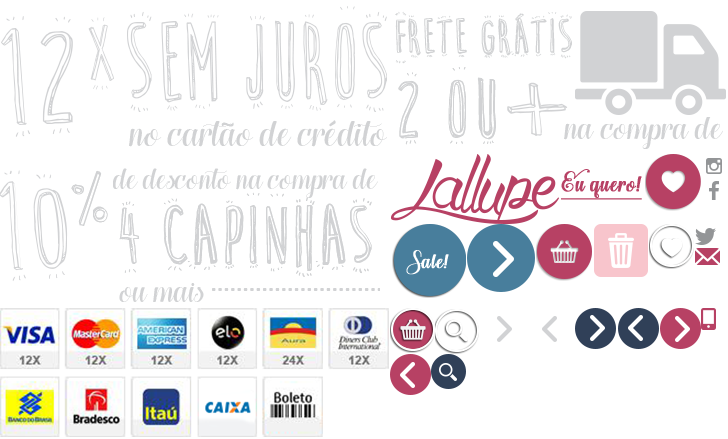 12x SEM JUROS
no cartão de crédito
FRETE GRÁTIS
2 OU +
na compra de
10% de desconto na compra de
4 CAPINHAS
ou mais
Lallupe
Eu quero!
Sale!
VISA
12X
MasterCard
12X
AMERICAN EXPRESS
12X
elo
12X
Aura
24X
Diners Club International
12X
BANCO DO BRASIL
Bradesco
Itaú
CAIXA
Boleto